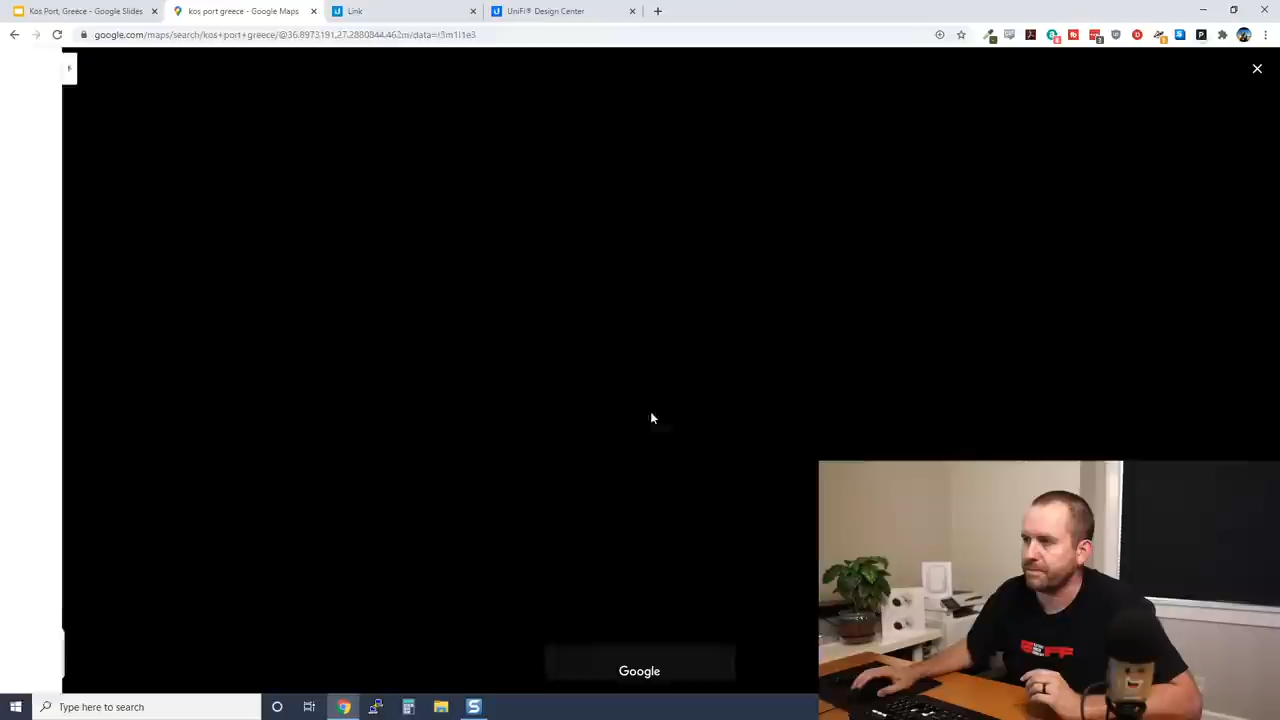 Kos Port, Greece - Google Slides
kos port greece - Google Maps
Link
UniFi® Design Center
google.com/maps/search/kos+port+greece/@36.8973191,27.2880844,462m/data=!3m1!1e3
Google
Type here to search